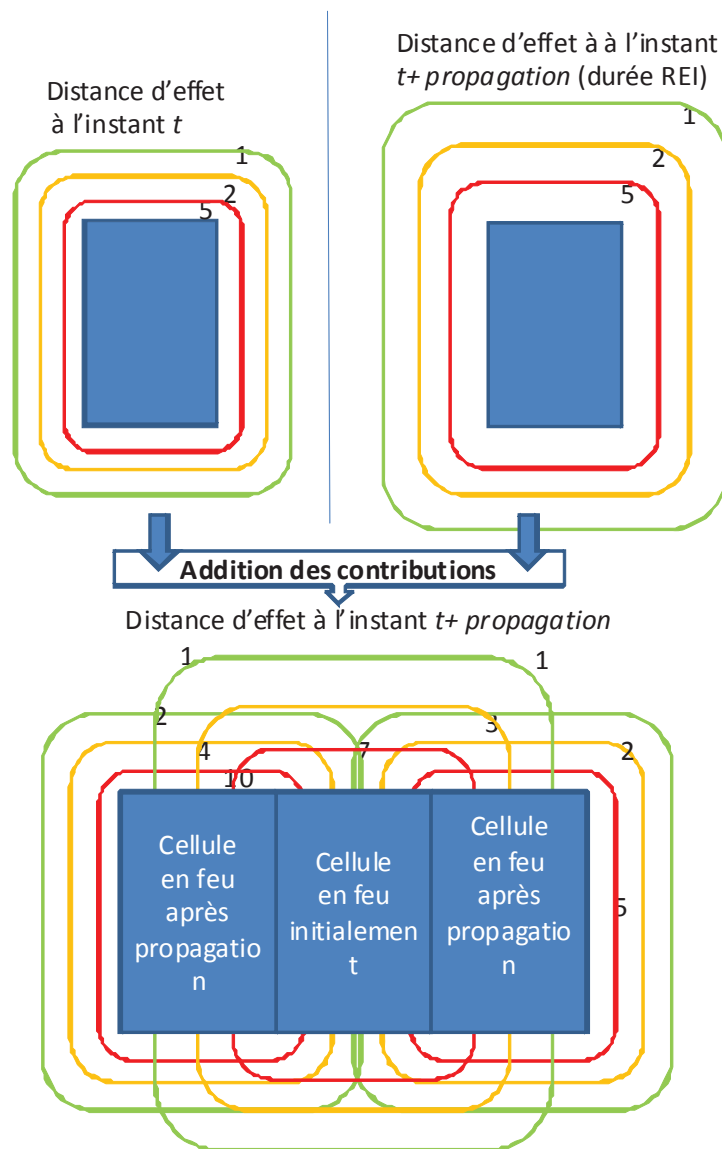 Distance d'effet
à l'instant t
1
2
5
Distance d'effet à à l'instant
t+ propagation (durée REI)
1
2
5
Addition des contributions
Distance d'effet à l'instant t+ propagation
1
1
2
3
4
7
2
10
5
Cellule
en feu
après
propagatio
n
Cellule
en feu
initialemen
t
Cellule
en feu
après
propagatio
n